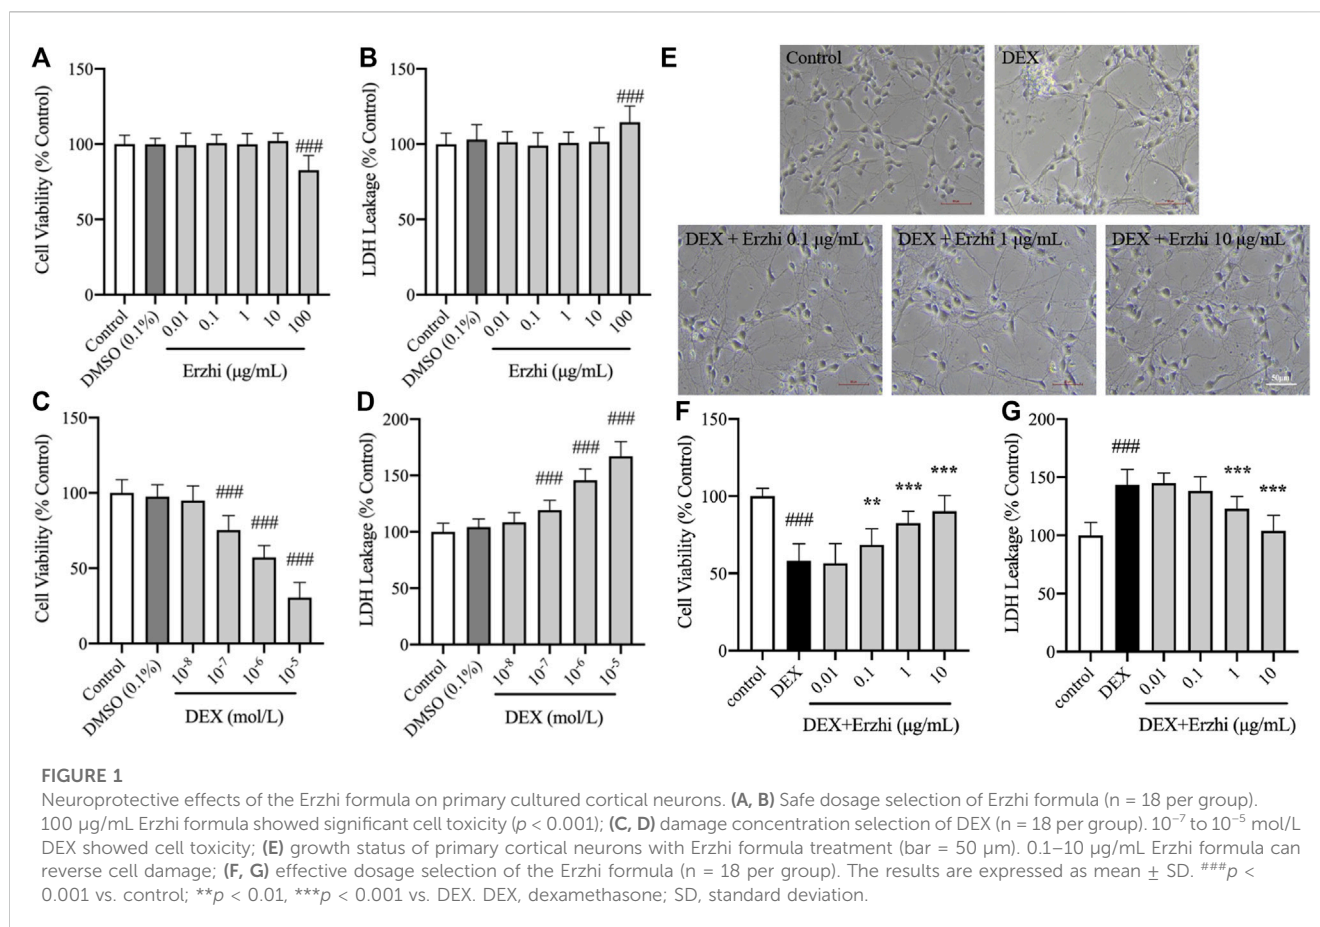 A
Cell Viability (% Control)
150
100
50
0
###
Control
DMSO (0.1%)
0.01
0.1
1
10
100
Erzhi (μg/mL)
B
LDH Leakage (% Control)
150
100
50
0
###
Control
DMSO (0.1%)
0.01
0.1
1
10
100
Erzhi (μg/mL)
C
Cell Viability (% Control)
150
100
50
0
###
###
###
Control
DMSO (0.1%)
10⁻⁸
10⁻⁷
10⁻⁶
10⁻⁵
DEX (mol/L)
D
LDH Leakage (% Control)
200
150
100
50
0
###
###
###
Control
DMSO (0.1%)
10⁻⁸
10⁻⁷
10⁻⁶
10⁻⁵
DEX (mol/L)
E
Control
DEX
DEX + Erzhi 0.1 μg/mL
DEX + Erzhi 1 μg/mL
DEX + Erzhi 10 μg/mL
50μm
F
Cell Viability (% Control)
150
100
50
0
###
**
***
***
control
DEX
0.01
0.1
1
10
DEX+Erzhi (μg/mL)
G
LDH Leakage (% Control)
200
150
100
50
0
###
***
***
control
DEX
0.01
0.1
1
10
DEX+Erzhi (μg/mL)
FIGURE 1
Neuroprotective effects of the Erzhi formula on primary cultured cortical neurons. (A, B) Safe dosage selection of Erzhi formula (n = 18 per group).
100 μg/mL Erzhi formula showed significant cell toxicity (p < 0.001); (C, D) damage concentration selection of DEX (n = 18 per group). 10⁻⁷ to 10⁻⁵ mol/L
DEX showed cell toxicity; (E) growth status of primary cortical neurons with Erzhi formula treatment (bar = 50 μm). 0.1–10 μg/mL Erzhi formula can
reverse cell damage; (F, G) effective dosage selection of the Erzhi formula (n = 18 per group). The results are expressed as mean ± SD. ###p <
0.001 vs. control; **p < 0.01, ***p < 0.001 vs. DEX. DEX, dexamethasone; SD, standard deviation.